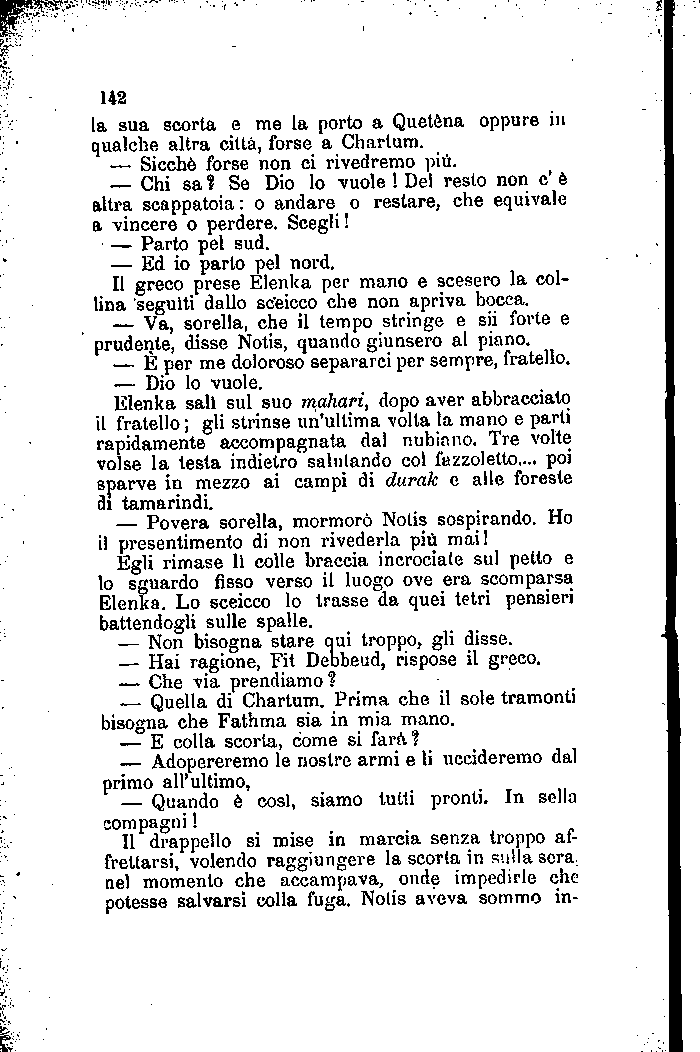 142
la sua scorta e me la porto a Quetèna oppure in
qualche altra città, forse a Chartum.
— Sicchè forse non ci rivedremo più.
— Chi sa? Se Dio lo vuole! Del resto non c' è
altra scappatoia: o andare o restare, che equivale
a vincere o perdere. Scegli!
— Parto pel sud.
— Ed io parto pel nord.
Il greco prese Elenka per mano e scesero la col-
lina seguiti dallo sceicco che non apriva bocca.
— Va, sorella, che il tempo stringe e sii forte e
prudente, disse Notis, quando giunsero al piano.
— È per me doloroso separarci per sempre, fratello.
— Dio lo vuole.
Elenka salì sul suo mahari, dopo aver abbracciato
il fratello; gli strinse un'ultima volta la mano e partì
rapidamente accompagnata dal nubiano. Tre volte
volse la testa indietro salutando col fazzoletto.... poi
sparve in mezzo ai campi di durak e alle foreste
di tamarindi.
— Povera sorella, mormorò Notis sospirando. Ho
il presentimento di non rivederla più mai!
Egli rimase lì colle braccia incrociate sul petto e
lo sguardo fisso verso il luogo ove era scomparsa
Elenka. Lo sceicco lo trasse da quei tetri pensieri
battendogli sulle spalle.
— Non bisogna stare qui troppo, gli disse.
— Hai ragione, Fit Debbeud, rispose il greco.
— Che via prendiamo?
— Quella di Chartum. Prima che il sole tramonti
bisogna che Fathma sia in mia mano.
— E colla scorta, come si farà?
— Adopereremo le nostre armi e li uccideremo dal
primo all'ultimo,
— Quando è così, siamo tutti pronti. In sella
compagni!
Il drappello si mise in marcia senza troppo af-
frettarsi, volendo raggiungere la scorta in sulla sera,
nel momento che accampava, onde impedirle che
potesse salvarsi colla fuga. Notis aveva sommo in-